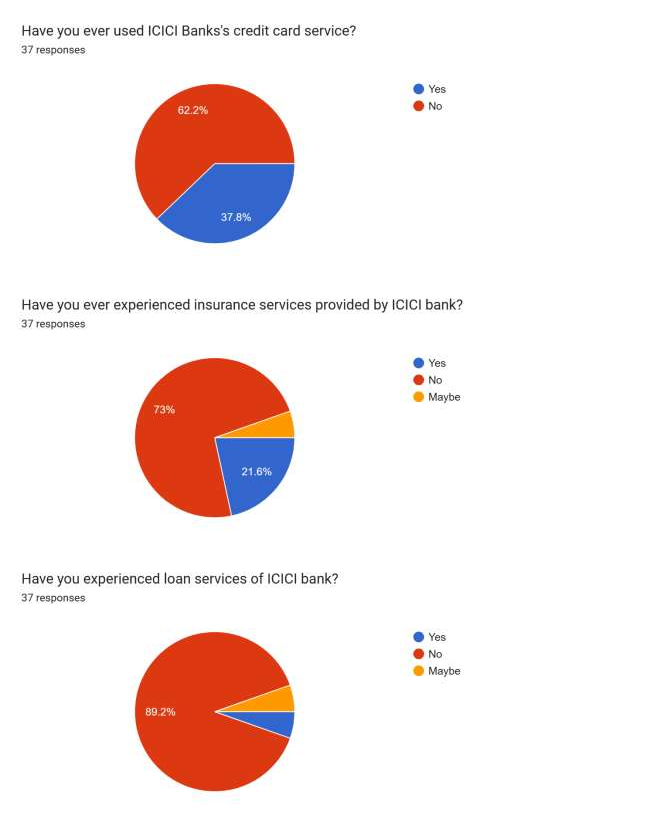 Have you ever used ICICI Banks's credit card service?
37 responses
Yes
No
62.2%
37.8%
Have you ever experienced insurance services provided by ICICI bank?
37 responses
Yes
No
Maybe
73%
21.6%
Have you experienced loan services of ICICI bank?
37 responses
Yes
No
Maybe
89.2%